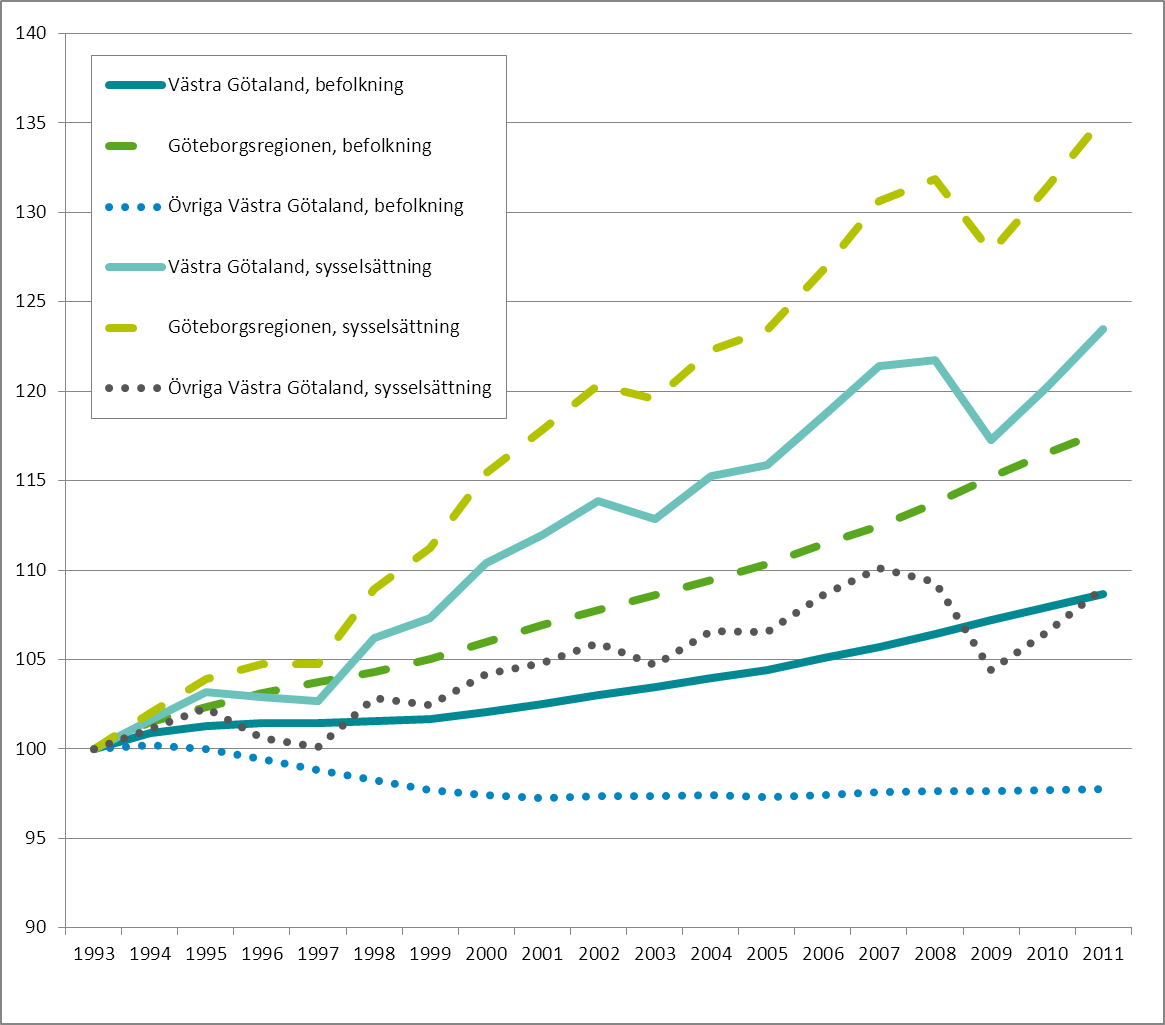 140
135
130
125
120
115
110
105
100
95
90
Västra Götaland, befolkning
Göteborgsregionen, befolkning
Övriga Västra Götaland, befolkning
Västra Götaland, sysselsättning
Göteborgsregionen, sysselsättning
Övriga Västra Götaland, sysselsättning
1993 1994 1995 1996 1997 1998 1999 2000 2001 2002 2003 2004 2005 2006 2007 2008 2009 2010 2011